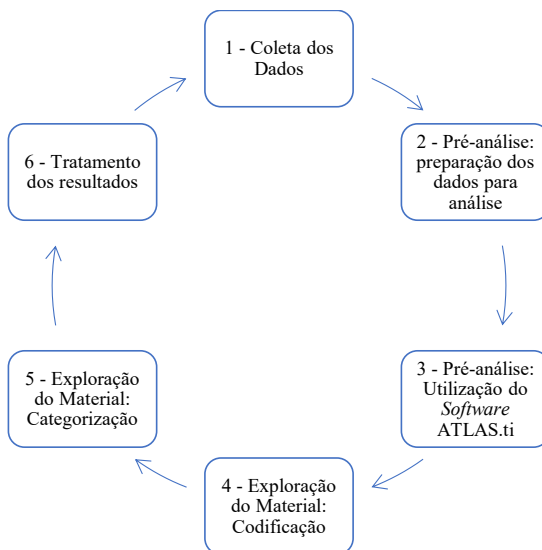 1 - Coleta dos
Dados
2 - Pré-análise:
preparação dos
dados para
análise
3 - Pré-análise:
Utilização do
Software
ATLAS.ti
4 - Exploração
do Material:
Codificação
5 - Exploração
do Material:
Categorização
6 - Tratamento
dos resultados